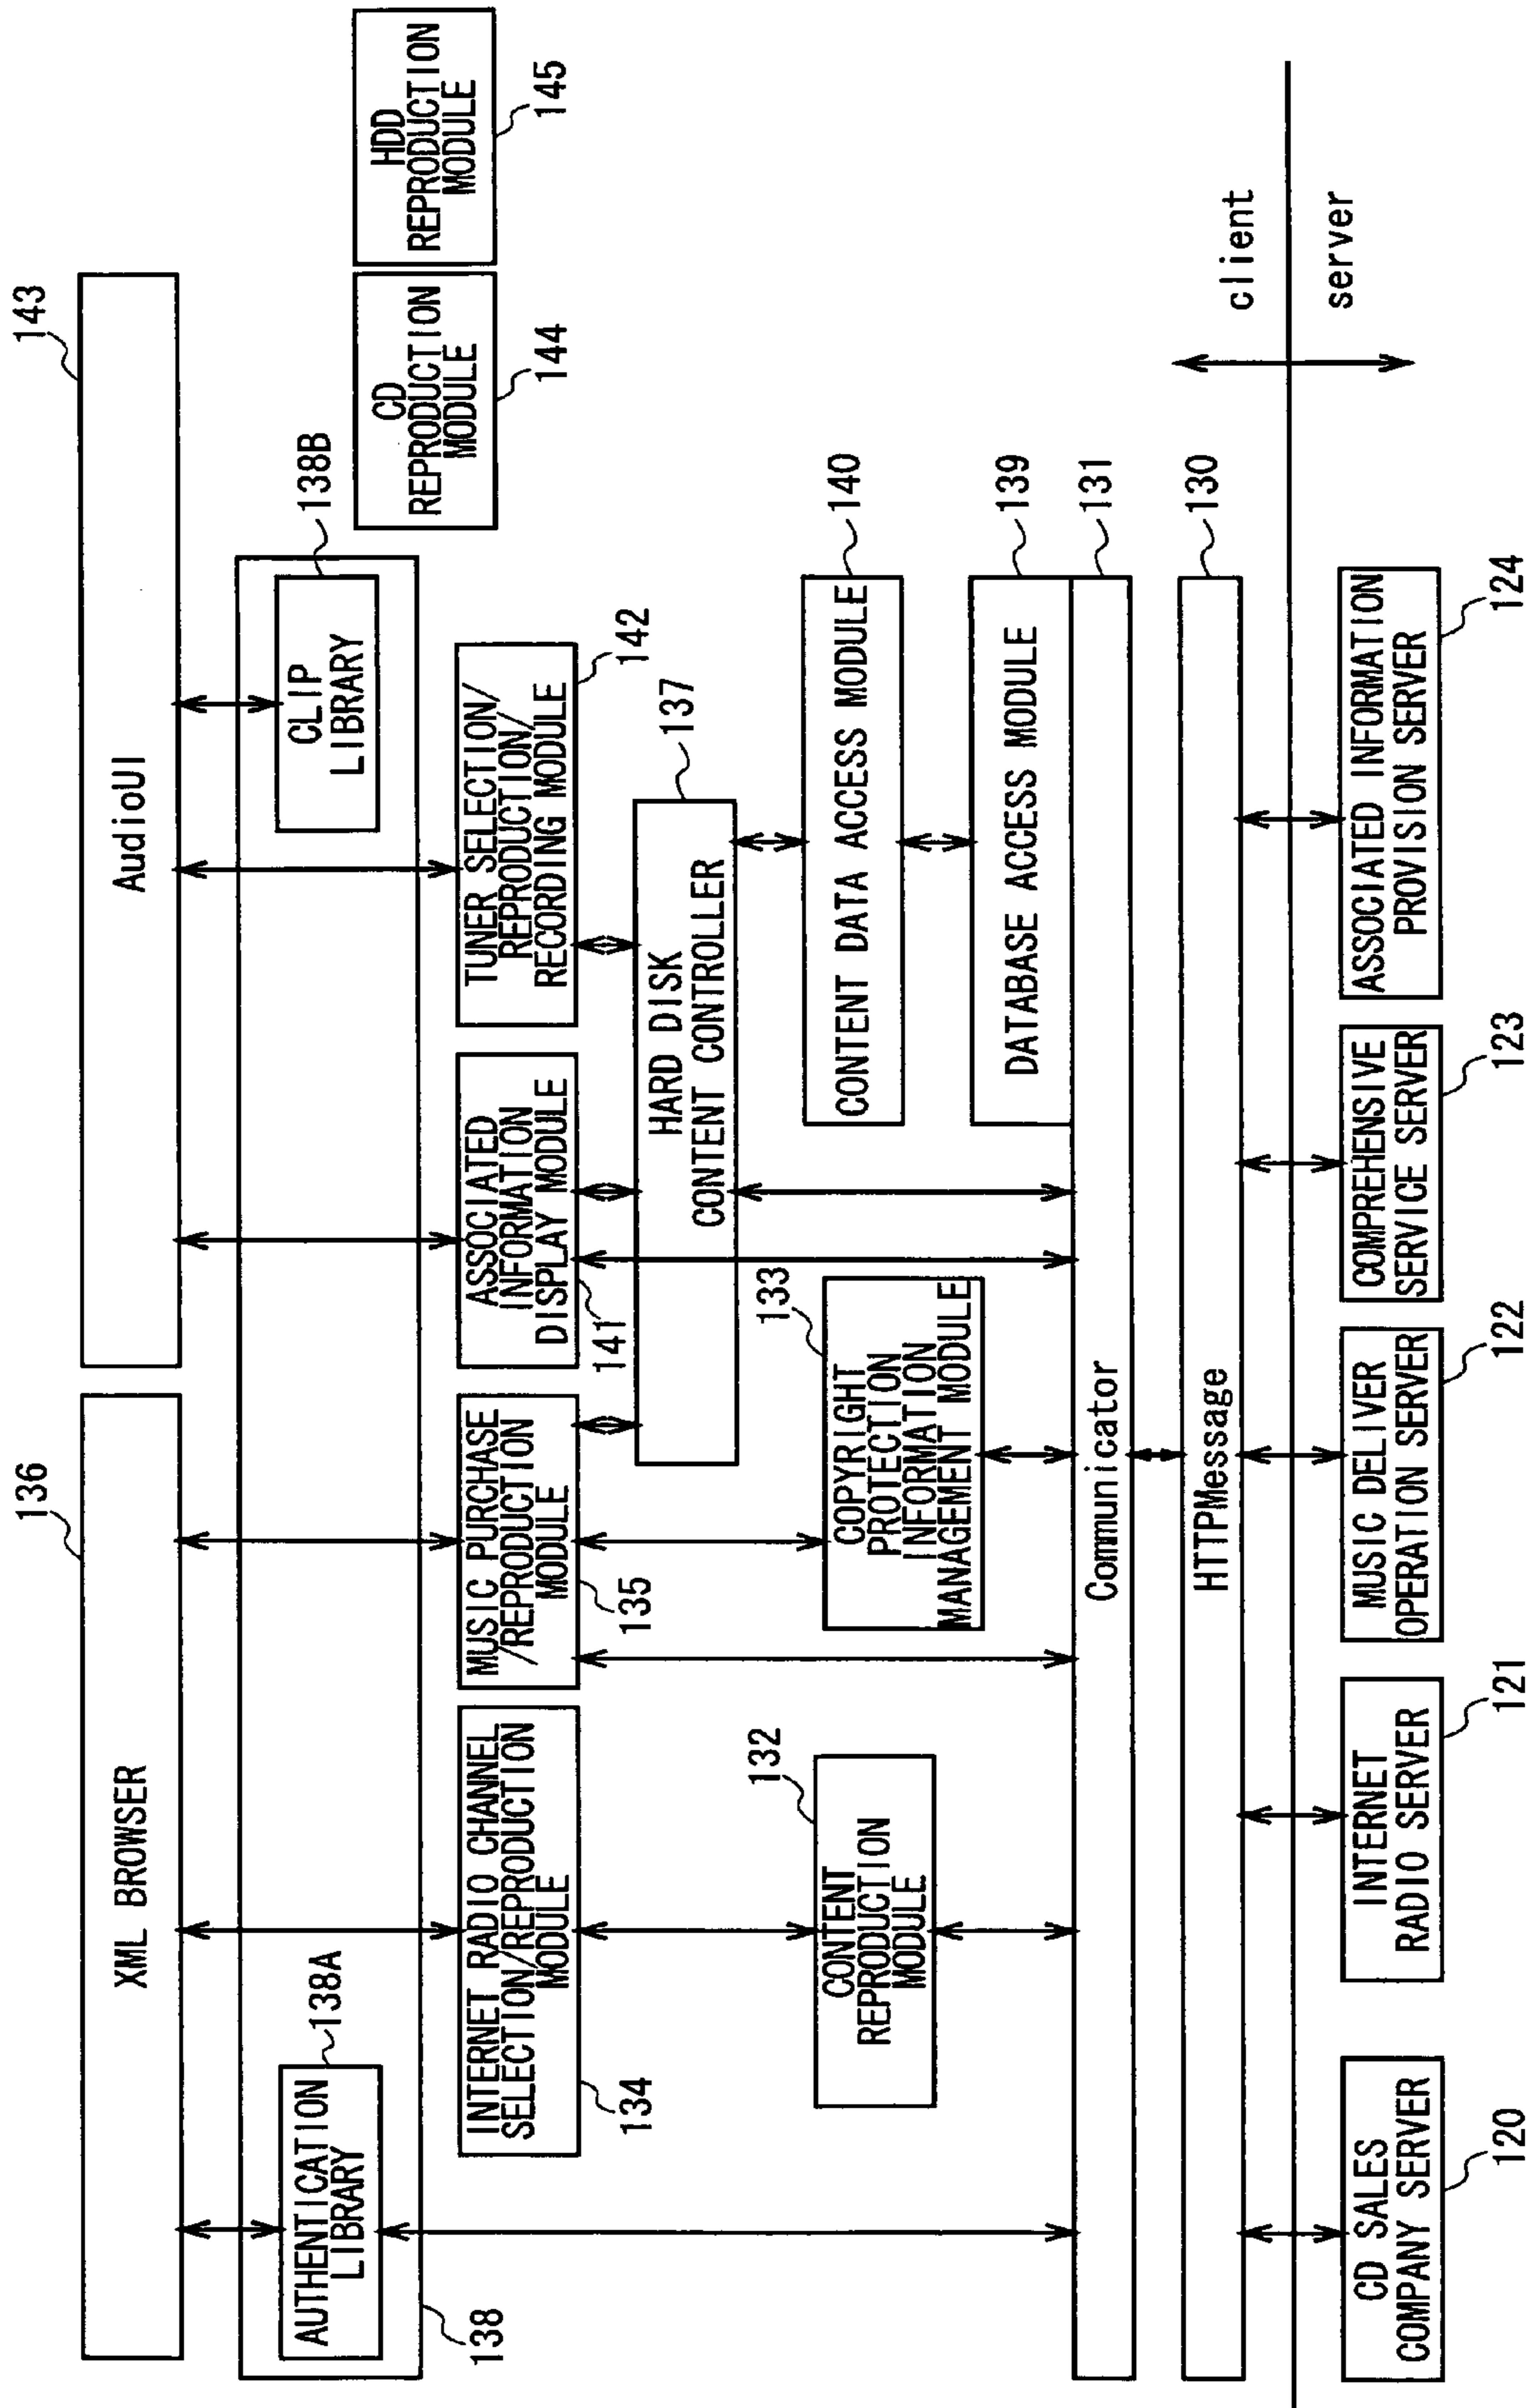 136
143
XML BROWSER
AudioUI
AUTHENTICATION
LIBRARY
138A
138
CLIP
LIBRARY
138B
CD
REPRODUCTION
MODULE
144
HDD
REPRODUCTION
MODULE
145
INTERNET RADIO CHANNEL
SELECTION/REPRODUCTION
MODULE
134
MUSIC PURCHASE
/REPRODUCTION
MODULE
135
ASSOCIATED
INFORMATION
DISPLAY MODULE
141
TUNER SELECTION/
REPRODUCTION/
RECORDING MODULE
142
HARD DISK
CONTENT CONTROLLER
137
CONTENT
REPRODUCTION
MODULE
132
COPYRIGHT
PROTECTION
INFORMATION
MANAGEMENT MODULE
133
CONTENT DATA ACCESS MODULE
140
DATABASE ACCESS MODULE
139
Communicator
131
HTTPMessage
130
client
server
CD SALES
COMPANY SERVER
120
INTERNET
RADIO SERVER
121
MUSIC DELIVER
OPERATION SERVER
122
COMPREHENSIVE
SERVICE SERVER
123
ASSOCIATED INFORMATION
PROVISION SERVER
124